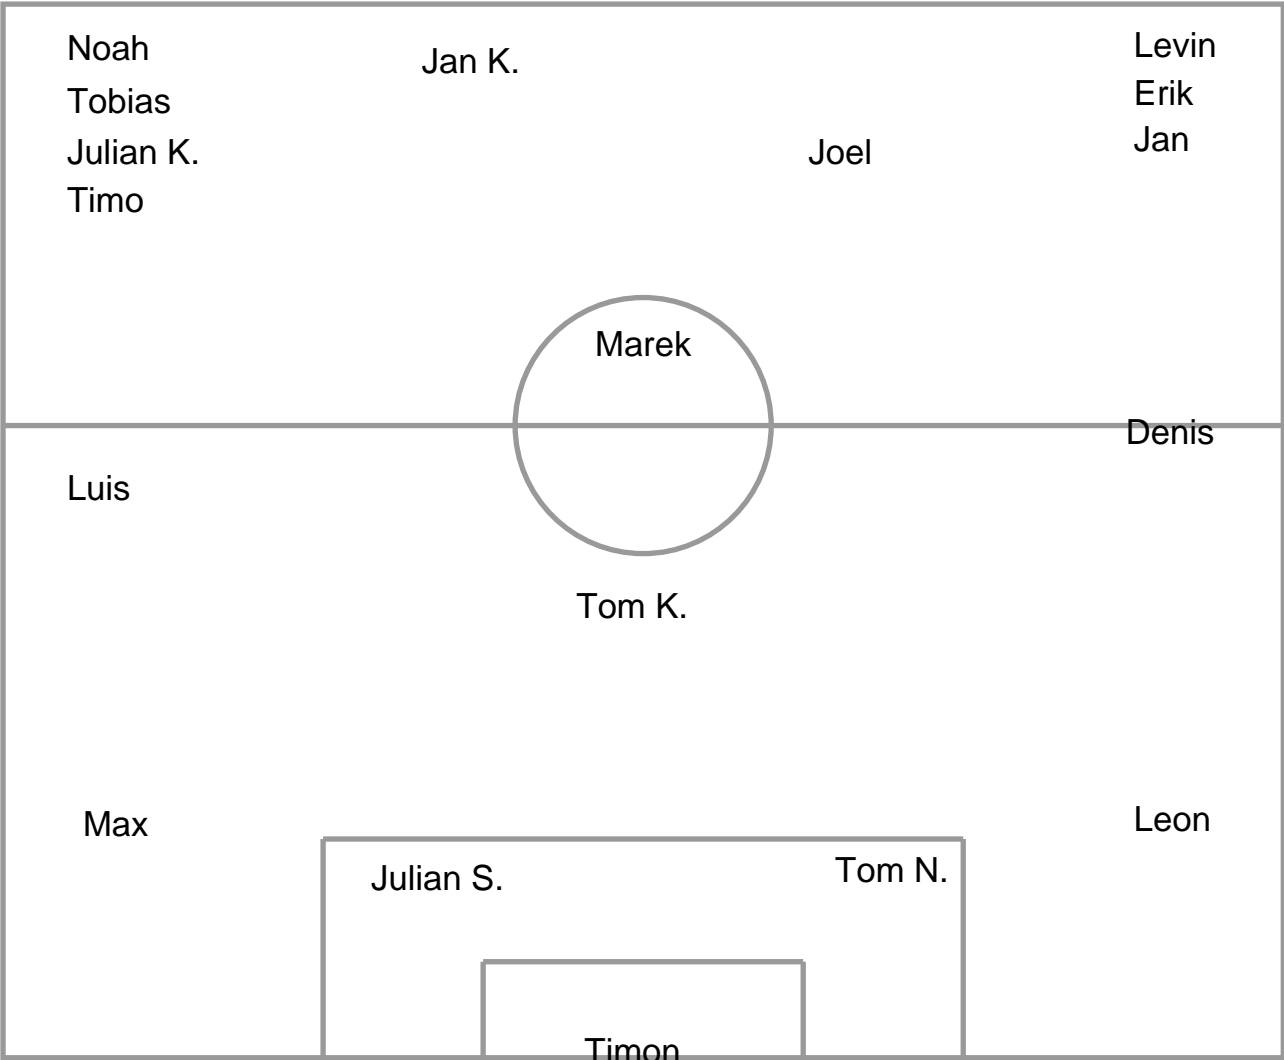 Noah
Tobias
Julian K.
Timo
Jan K.
Joel
Levin
Erik
Jan
Marek
Denis
Luis
Tom K.
Max
Leon
Julian S.
Tom N.
Timon